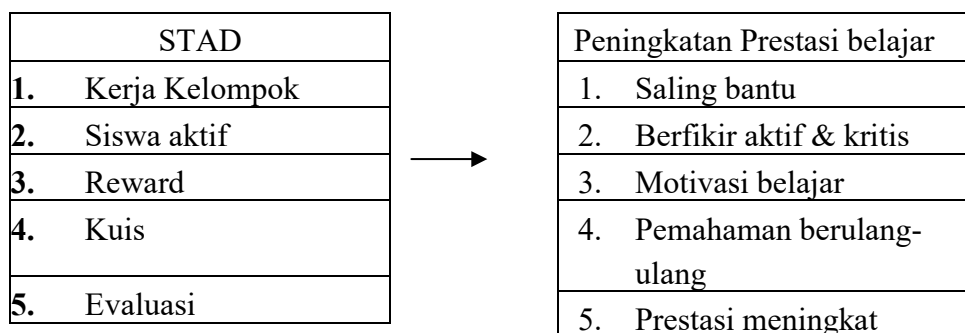 STAD
1. Kerja Kelompok
2. Siswa aktif
3. Reward
4. Kuis
5. Evaluasi
Peningkatan Prestasi belajar
1. Saling bantu
2. Berfikir aktif & kritis
3. Motivasi belajar
4. Pemahaman berulang-
ulang
5. Prestasi meningkat